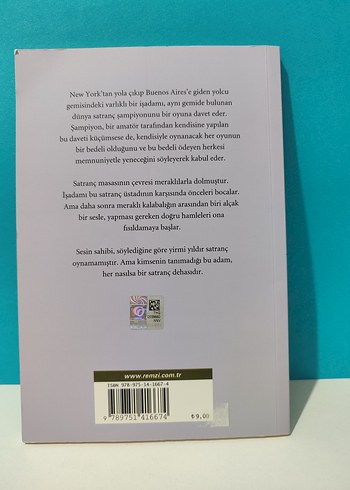 New York'tan yola çıkıp Buenos Aires'e giden yolcu
gemisindeki varlıklı bir işadamı, aynı gemide bulunan
dünya satranç şampiyonunu bir oyuna davet eder.
Şampiyon, bir amatör tarafından kendisine yapılan
bu daveti küçümsese de, kendisiyle oynanacak her oyunun
bir bedeli olduğunu ve bu bedeli ödeyen herkesi
memnuniyetle yeneceğini söyleyerek kabul eder.
Satranç masasının çevresi meraklılarla dolmuştur.
İşadamı bu satranç üstadının karşısında önceleri bocalar.
Ama daha sonra meraklı kalabalığın arasından biri alçak
bir sesle, yapması gereken doğru hamleleri ona
fısıldamaya başlar.
Sesin sahibi, söylediğine göre yirmi yıldır satranç
oynamamıştır. Ama kimsenin tanımadığı bu adam,
her nasılsa bir satranç dehasıdır.
www.remzi.com.tr
ISBN 978-975-14-1667-4
9 789751 416674
₺ 9,00